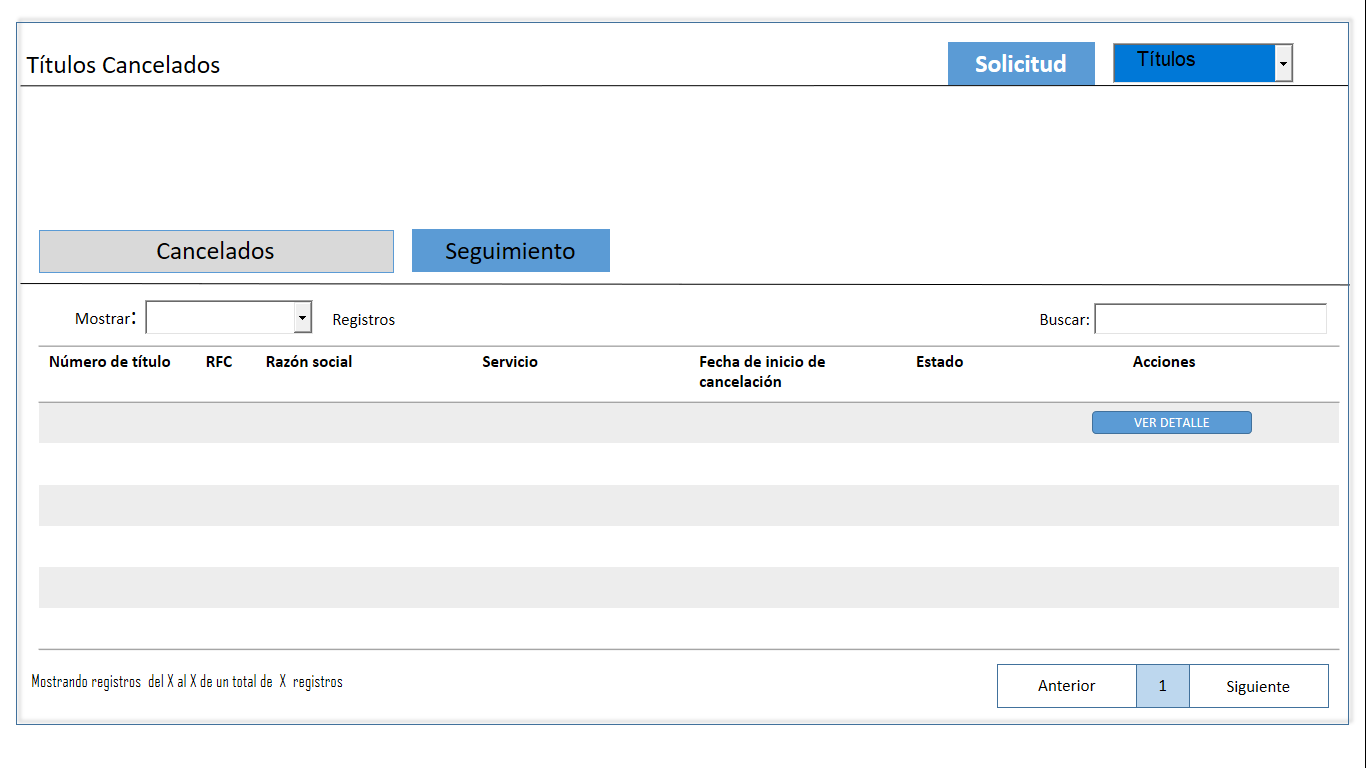 Títulos Cancelados
Solicitud
Títulos
Cancelados
Seguimiento
Mostrar:
Registros
Buscar:
Número de título RFC Razón social Servicio Fecha de inicio de Estado Acciones
cancelación
VER DETALLE
Mostrando registros del X al X de un total de X registros
Anterior 1 Siguiente